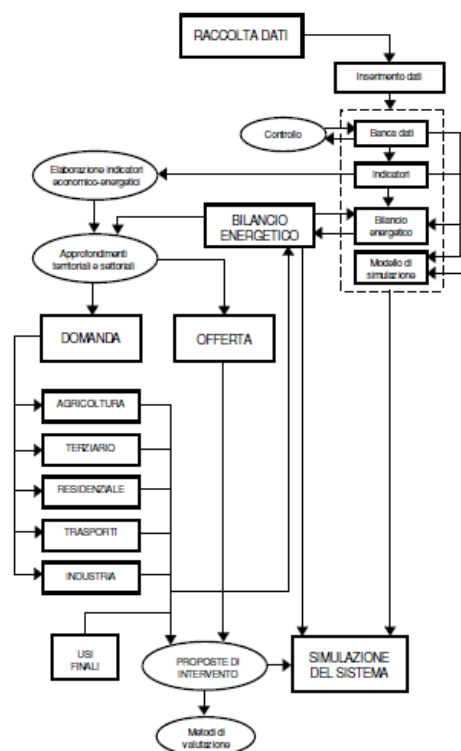 RACCOLTA DATI
Inserimento dati
Controllo
Banca dati
Elaborazione indicatori
economico-energetici
Indicatori
BILANCIO
ENERGETICO
Bilancio
energetico
Approfondimenti
territoriali e settoriali
Modello di
simulazione
DOMANDA
OFFERTA
AGRICOLTURA
TERZIARIO
RESIDENZIALE
TRASPORTI
INDUSTRIA
USI
FINALI
PROPOSTE DI
INTERVENTO
SIMULAZIONE
DEL SISTEMA
Metodi di
valutazione